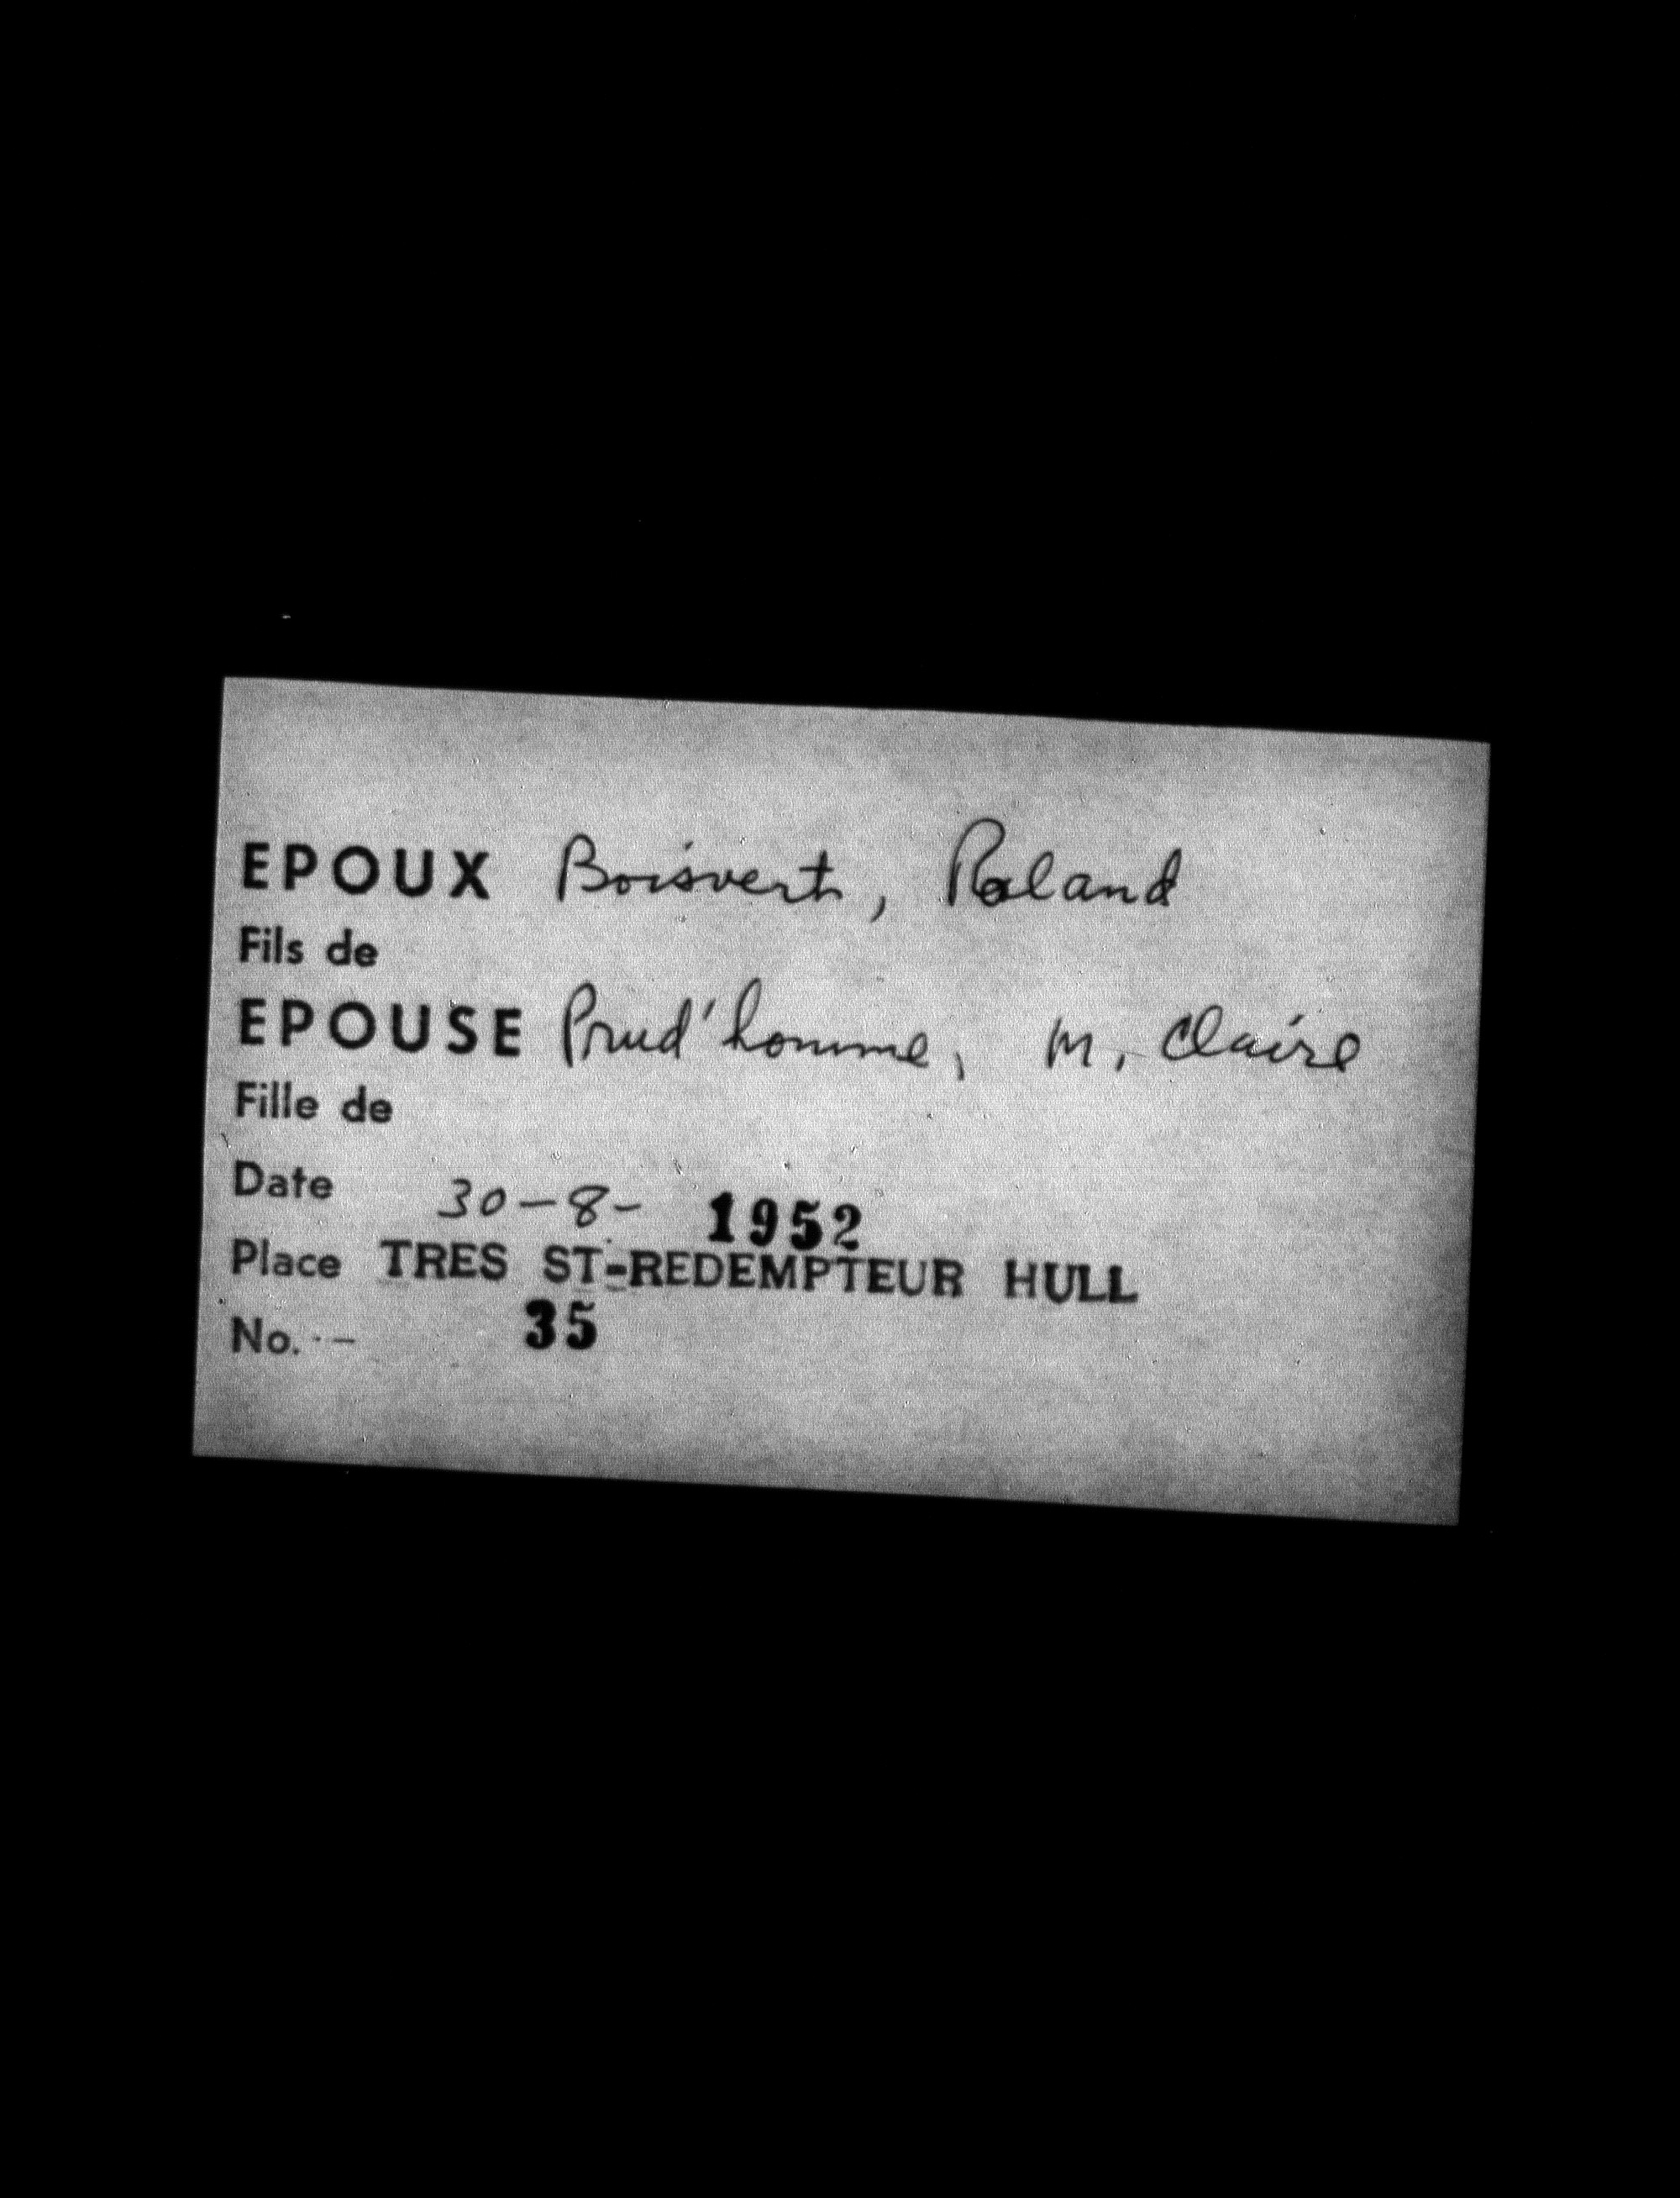 EPOUX Boisvert, Roland
Fils de
EPOUSE Prud'homme, M. Claire
Fille de
Date 30-8- 1952
Place TRES ST-REDEMPTEUR HULL
No. - 35